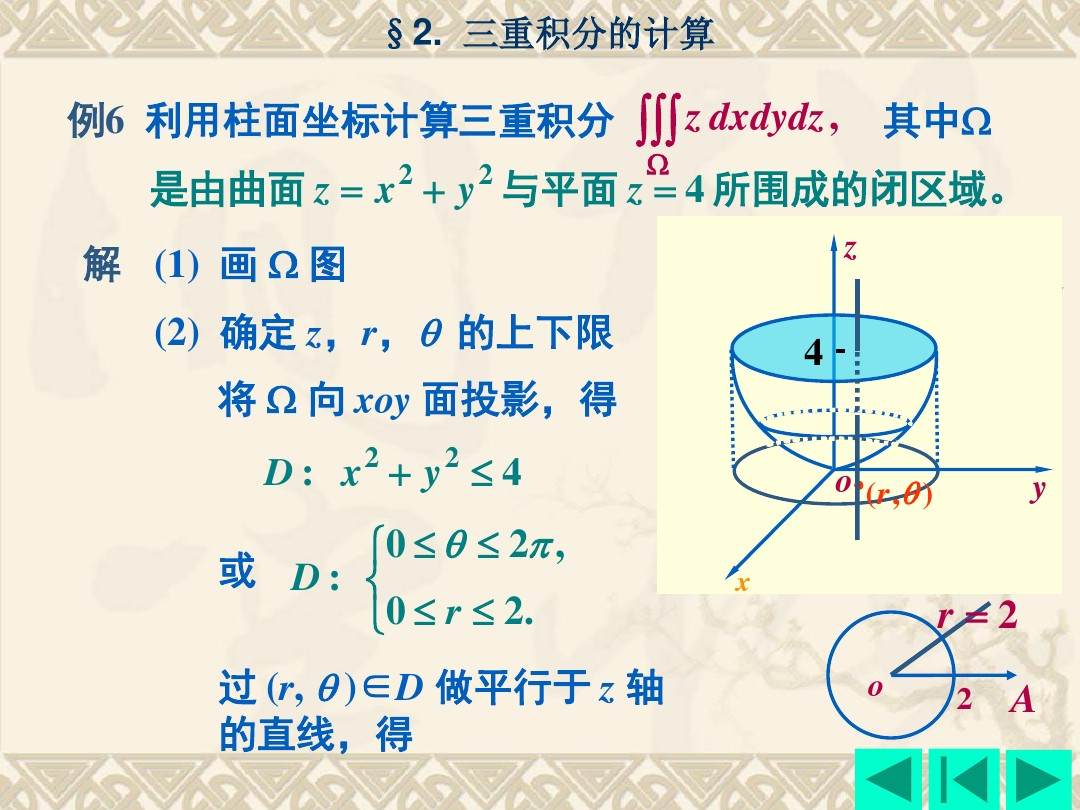 §2. 三重积分的计算
例6 利用柱面坐标计算三重积分 ∭_Ω z dxdydz, 其中Ω
是由曲面 z = x² + y² 与平面 z = 4 所围成的闭区域。
解 (1) 画 Ω 图
(2) 确定 z，r，θ 的上下限
将 Ω 向 xoy 面投影，得
D : x² + y² ≤ 4
或 D : { 0 ≤ θ ≤ 2π,
0 ≤ r ≤ 2.
过 (r, θ)∈D 做平行于 z 轴
的直线，得
z
4
o
(r,θ)
y
x
r = 2
o
2
A